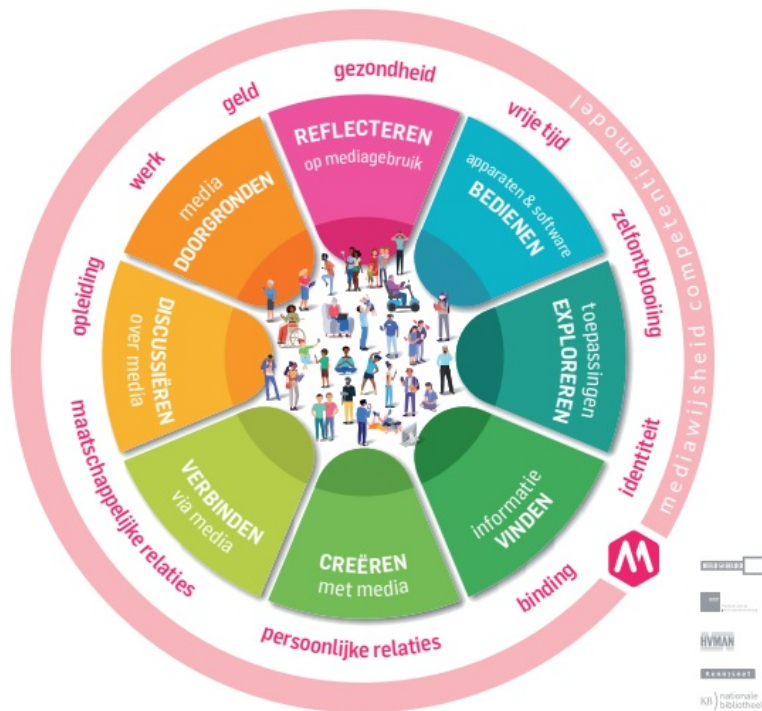 gezondheid
vrije tijd
zelfontplooiing
identiteit
binding
persoonlijke relaties
maatschappelijke relaties
opleiding
werk
geld
mediawijsheid competentiemodel
REFLECTEREN
op mediagebruik
apparaten & software
BEDIENEN
toepassingen
EXPLOREREN
informatie
VINDEN
CREËREN
met media
VERBINDEN
via media
DISCUSSIËREN
over media
media
DOORGRONDEN
M
HVMAN
Kennisnet
KB nationale
bibliotheek